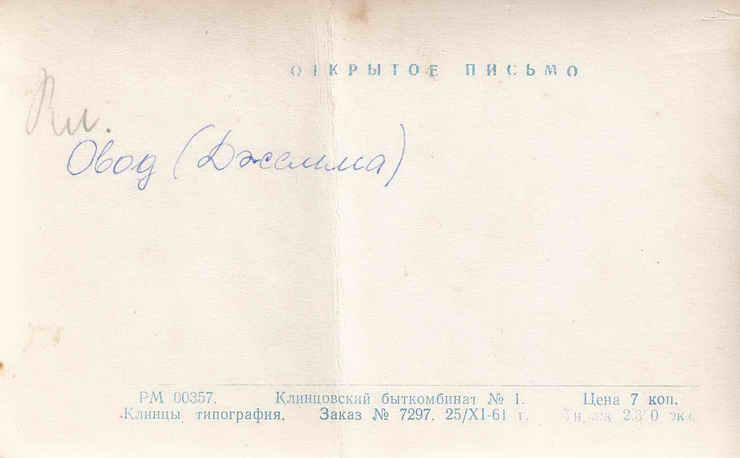 ОТКРЫТОЕ ПИСЬМО
Овод (Джемма)
РМ 00357. Клинцовский быткомбинат № 1. Цена 7 коп.
Клинцы типография. Заказ № 7297. 25/XI-61 г.